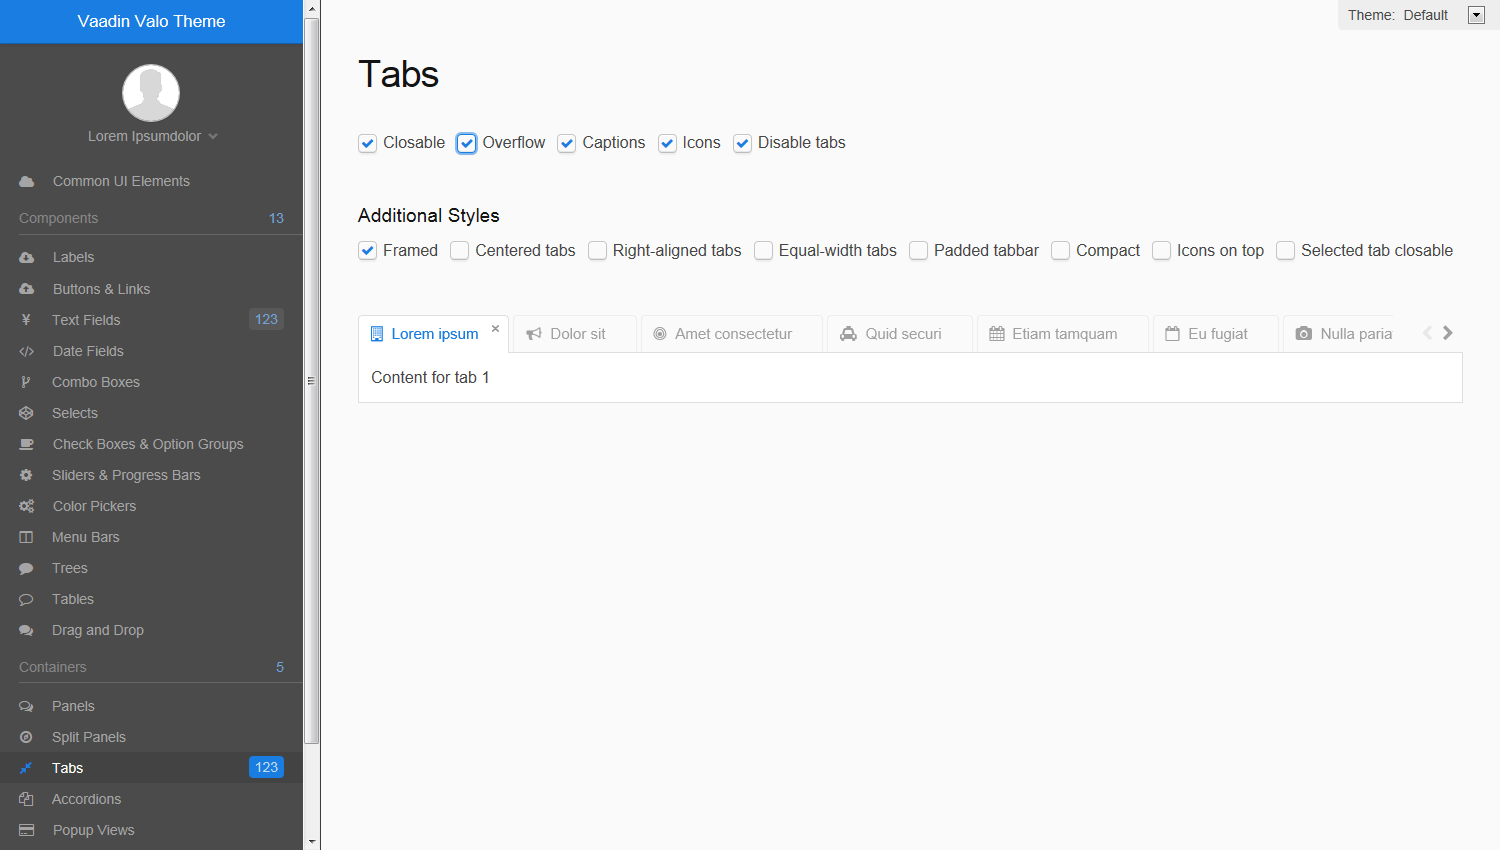 Vaadin Valo Theme
Lorem Ipsumdolor
Common UI Elements
Components 13
Labels
Buttons & Links
Text Fields 123
Date Fields
Combo Boxes
Selects
Check Boxes & Option Groups
Sliders & Progress Bars
Color Pickers
Menu Bars
Trees
Tables
Drag and Drop
Containers 5
Panels
Split Panels
Tabs 123
Accordions
Popup Views
Theme: Default
Tabs
Closable Overflow Captions Icons Disable tabs
Additional Styles
Framed Centered tabs Right-aligned tabs Equal-width tabs Padded tabbar Compact Icons on top Selected tab closable
Lorem ipsum Dolor sit Amet consectetur Quid securi Etiam tamquam Eu fugiat Nulla paria
Content for tab 1